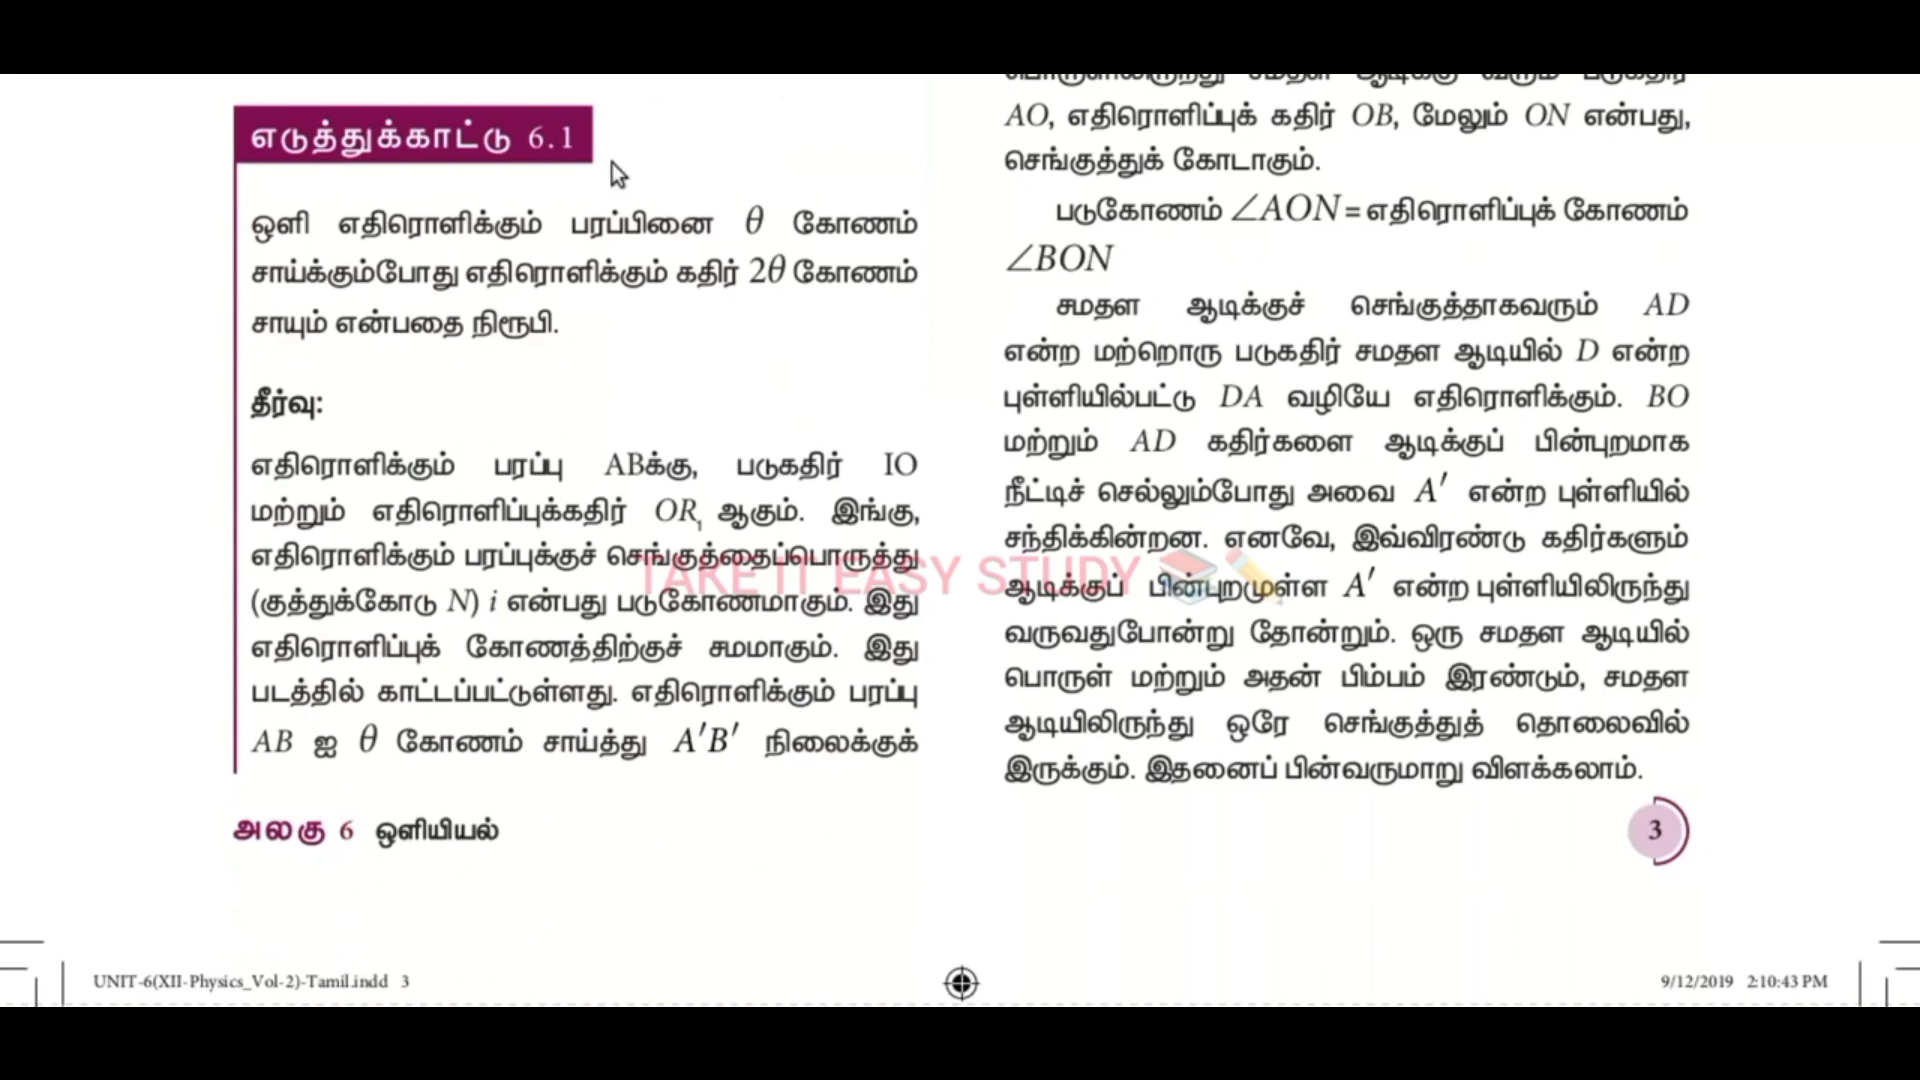 எடுத்துக்காட்டு 6.1
ஒளி எதிரொளிக்கும் பரப்பினை θ கோணம்
சாய்க்கும்போது எதிரொளிக்கும் கதிர் 2θ கோணம்
சாயும் என்பதை நிரூபி.
தீர்வு:
எதிரொளிக்கும் பரப்பு ABக்கு, படுகதிர் IO
மற்றும் எதிரொளிப்புக்கதிர் OR₁ ஆகும். இங்கு,
எதிரொளிக்கும் பரப்புக்குச் செங்குத்தைப்பொருத்து
(குத்துக்கோடு N) i என்பது படுகோணமாகும். இது
எதிரொளிப்புக் கோணத்திற்குச் சமமாகும். இது
படத்தில் காட்டப்பட்டுள்ளது. எதிரொளிக்கும் பரப்பு
AB ஐ θ கோணம் சாய்த்து A′B′ நிலைக்குக்
பொருளிலிருந்து சமதள ஆடிக்கு வரும் படுகதிர்
AO, எதிரொளிப்புக் கதிர் OB, மேலும் ON என்பது,
செங்குத்துக் கோடாகும்.
படுகோணம் ∠AON = எதிரொளிப்புக் கோணம்
∠BON
சமதள ஆடிக்குச் செங்குத்தாகவரும் AD
என்ற மற்றொரு படுகதிர் சமதள ஆடியில் D என்ற
புள்ளியில்பட்டு DA வழியே எதிரொளிக்கும். BO
மற்றும் AD கதிர்களை ஆடிக்குப் பின்புறமாக
நீட்டிச் செல்லும்போது அவை A′ என்ற புள்ளியில்
சந்திக்கின்றன. எனவே, இவ்விரண்டு கதிர்களும்
ஆடிக்குப் பின்புறமுள்ள A′ என்ற புள்ளியிலிருந்து
வருவதுபோன்று தோன்றும். ஒரு சமதள ஆடியில்
பொருள் மற்றும் அதன் பிம்பம் இரண்டும், சமதள
ஆடியிலிருந்து ஒரே செங்குத்துத் தொலைவில்
இருக்கும். இதனைப் பின்வருமாறு விளக்கலாம்.
TAKE IT EASY STUDY
அலகு 6 ஒளியியல்
3
UNIT-6(XII-Physics_Vol-2)-Tamil.indd 3
9/12/2019 2:10:43 PM